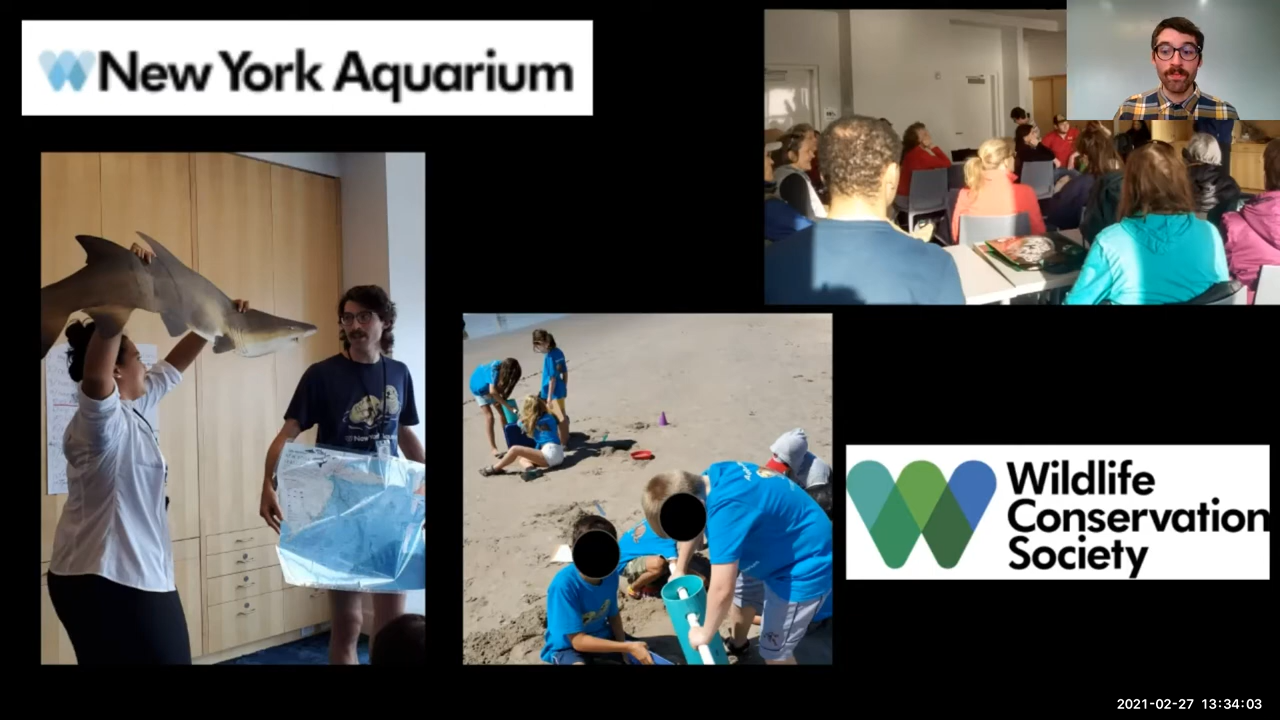 New York Aquarium
Wildlife
Conservation
Society
2021-02-27 13:34:03